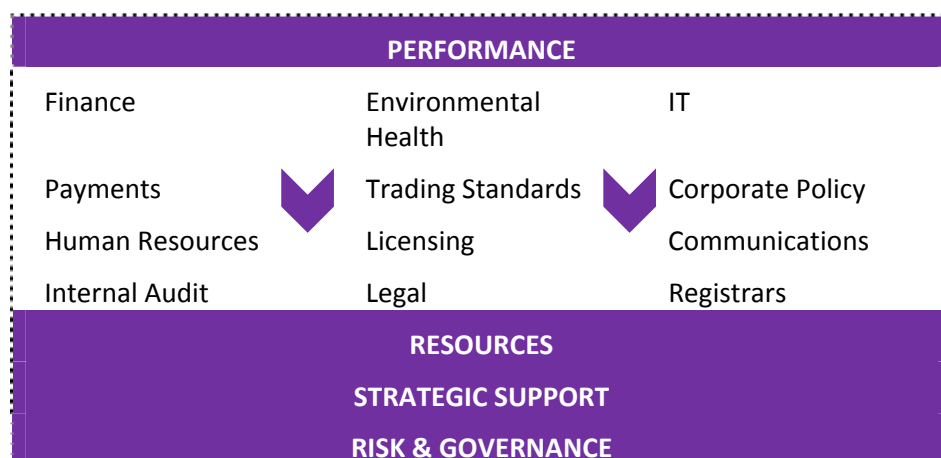 PERFORMANCE
Finance
Environmental
Health
IT
Payments
Trading Standards
Corporate Policy
Human Resources
Licensing
Communications
Internal Audit
Legal
Registrars
RESOURCES
STRATEGIC SUPPORT
RISK & GOVERNANCE